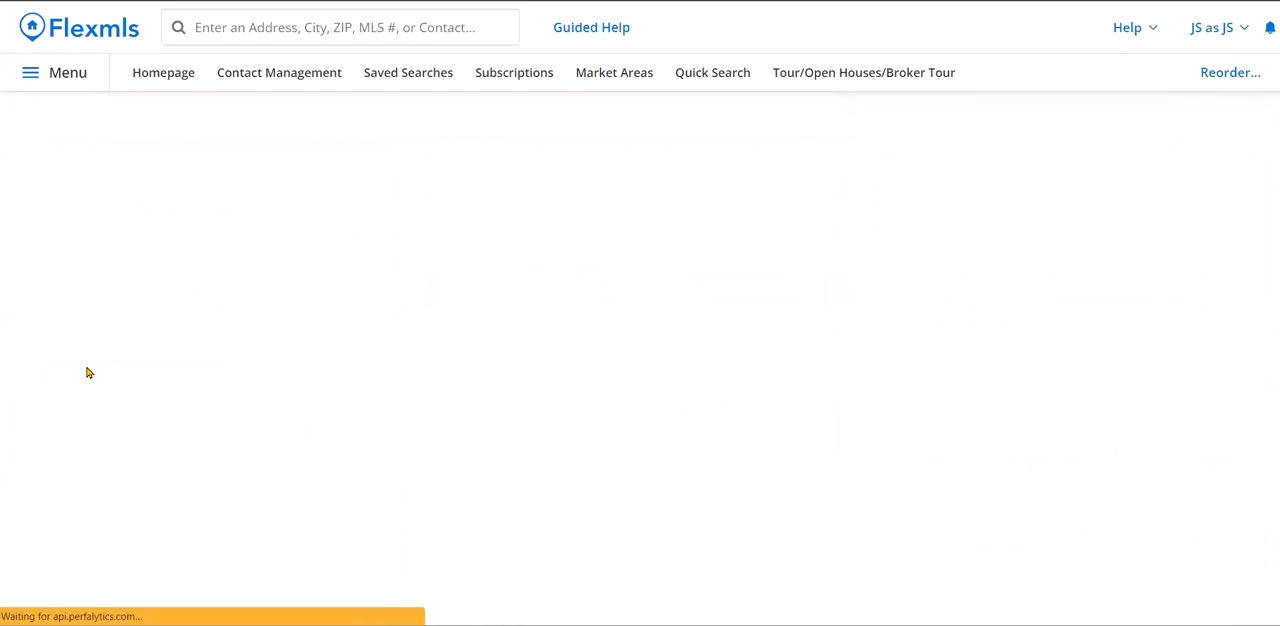 Flexmls
Enter an Address, City, ZIP, MLS #, or Contact...
Guided Help
Help
JS as JS
Menu
Homepage
Contact Management
Saved Searches
Subscriptions
Market Areas
Quick Search
Tour/Open Houses/Broker Tour
Reorder...
Waiting for api.perfalytics.com...